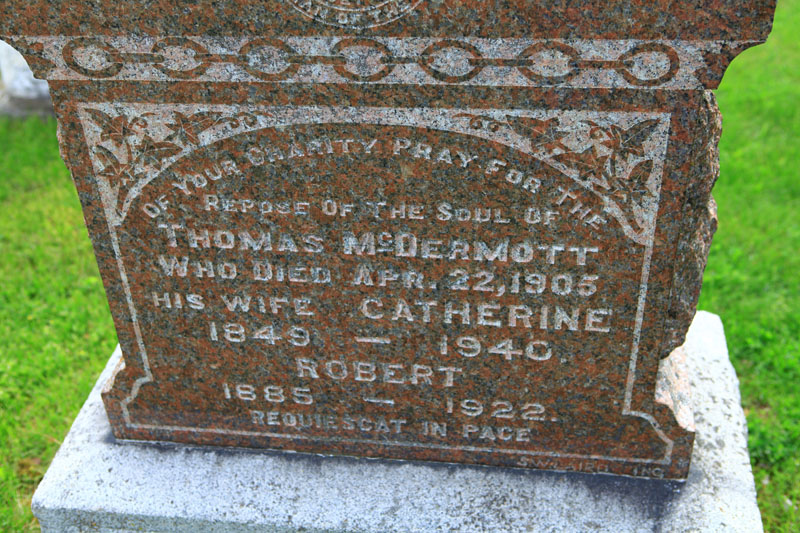 OF YOUR CHARITY PRAY FOR THE
REPOSE OF THE SOUL OF
THOMAS McDERMOTT
WHO DIED APR. 22, 1905
HIS WIFE CATHERINE
1849 — 1940
ROBERT
1885 — 1922.
REQUIESCAT IN PACE